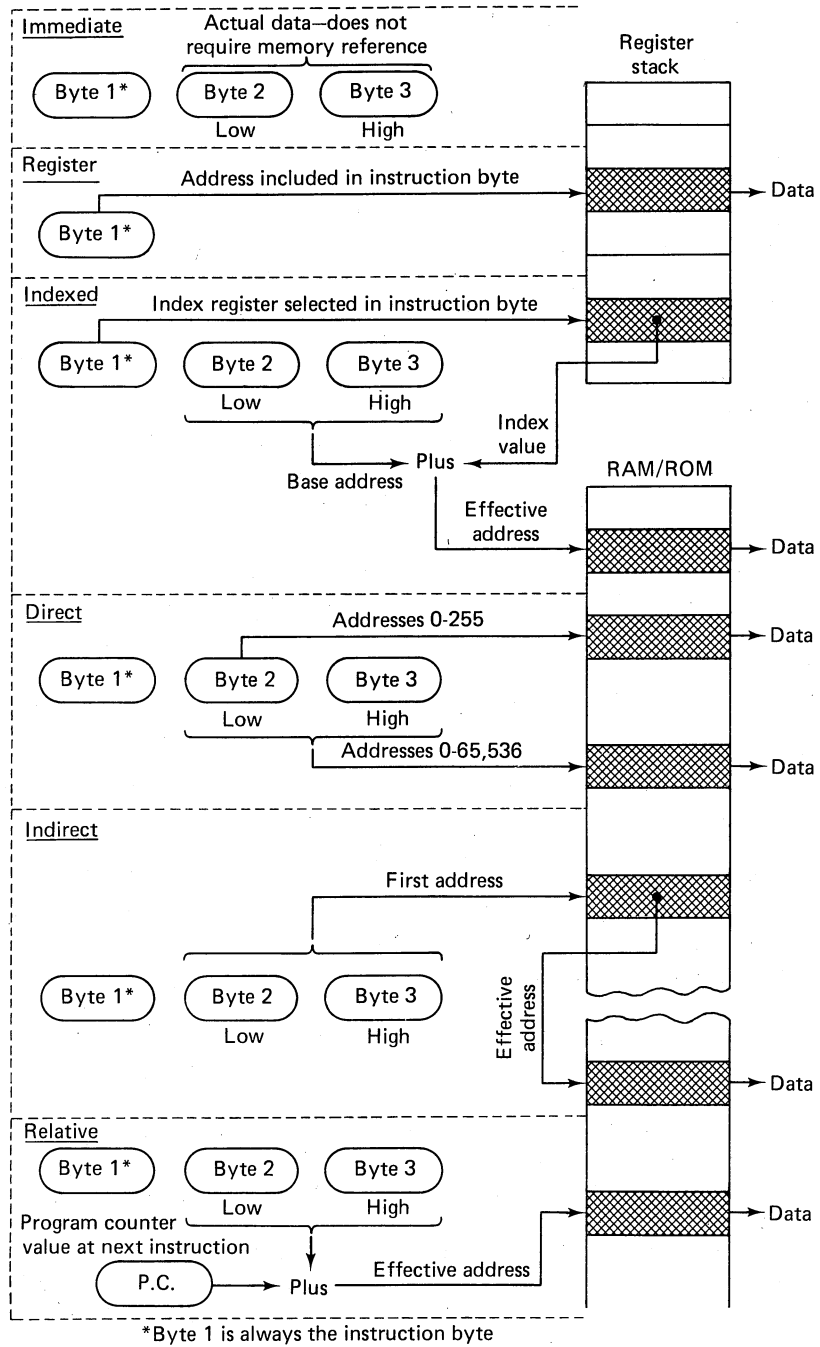 Immediate
Actual data—does not
require memory reference
Byte 1*
Byte 2
Byte 3
Low
High
Register
stack
Register
Address included in instruction byte
Data
Byte 1*
Indexed
Index register selected in instruction byte
Byte 1*
Byte 2
Byte 3
Low
High
Index
value
Base address
Plus
Effective
address
RAM/ROM
Data
Direct
Addresses 0-255
Data
Byte 1*
Byte 2
Byte 3
Low
High
Addresses 0-65,536
Data
Indirect
First address
Byte 1*
Byte 2
Byte 3
Low
High
Effective
address
Data
Relative
Byte 1*
Byte 2
Byte 3
Low
High
Data
Program counter
value at next instruction
P.C.
Plus
Effective address
*Byte 1 is always the instruction byte